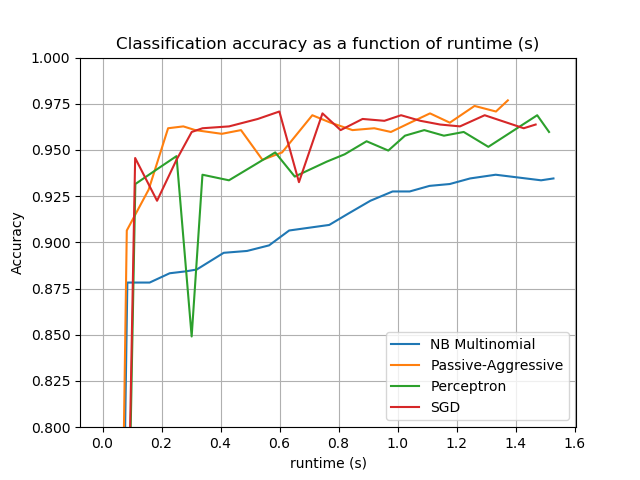 Classification accuracy as a function of runtime (s)
1.000
0.975
0.950
0.925
0.900
0.875
0.850
0.825
0.800
Accuracy
0.0 0.2 0.4 0.6 0.8 1.0 1.2 1.4 1.6
runtime (s)
NB Multinomial
Passive-Aggressive
Perceptron
SGD